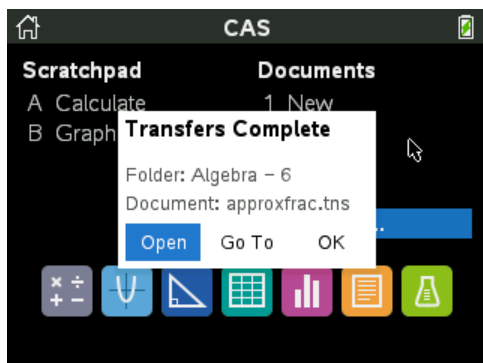 CAS
Scratchpad
Documents
A Calculate
1 New
B Graph
Transfers Complete
Folder: Algebra - 6
Document: approxfrac.tns
..
Open Go To OK